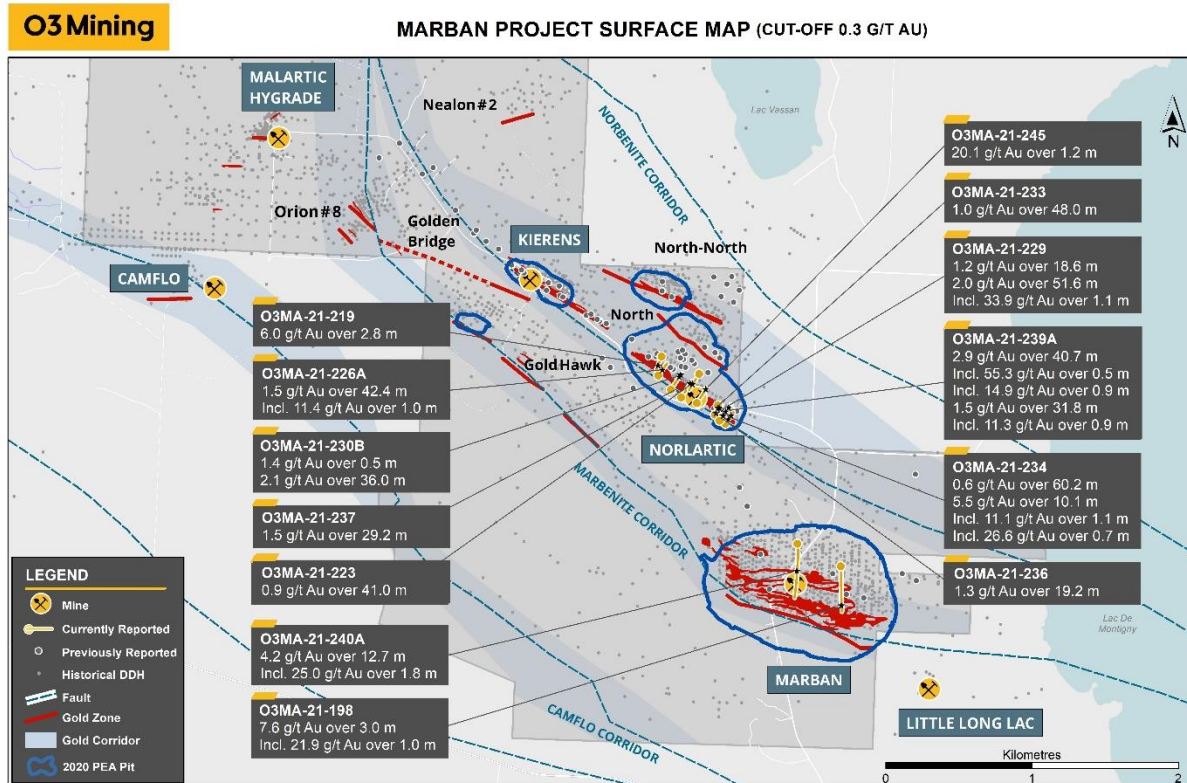 O3 Mining
MARBAN PROJECT SURFACE MAP (CUT-OFF 0.3 G/T AU)
MALARTIC
HYGRADE
Nealon #2
NORBENITE CORRIDOR
Lac Vassan
N
Orion #8
Golden
Bridge
KIERENS
North-North
CAMFLO
North
Gold Hawk
NORLARTIC
MARBENITE CORRIDOR
MARBAN
CAMFLO CORRIDOR
LITTLE LONG LAC
Lac De
Montigny
O3MA-21-219
6.0 g/t Au over 2.8 m
O3MA-21-226A
1.5 g/t Au over 42.4 m
Incl. 11.4 g/t Au over 1.0 m
O3MA-21-230B
1.4 g/t Au over 0.5 m
2.1 g/t Au over 36.0 m
O3MA-21-237
1.5 g/t Au over 29.2 m
O3MA-21-223
0.9 g/t Au over 41.0 m
O3MA-21-240A
4.2 g/t Au over 12.7 m
Incl. 25.0 g/t Au over 1.8 m
O3MA-21-198
7.6 g/t Au over 3.0 m
Incl. 21.9 g/t Au over 1.0 m
O3MA-21-245
20.1 g/t Au over 1.2 m
O3MA-21-233
1.0 g/t Au over 48.0 m
O3MA-21-229
1.2 g/t Au over 18.6 m
2.0 g/t Au over 51.6 m
Incl. 33.9 g/t Au over 1.1 m
O3MA-21-239A
2.9 g/t Au over 40.7 m
Incl. 55.3 g/t Au over 0.5 m
Incl. 14.9 g/t Au over 0.9 m
1.5 g/t Au over 31.8 m
Incl. 11.3 g/t Au over 0.9 m
O3MA-21-234
0.6 g/t Au over 60.2 m
5.5 g/t Au over 10.1 m
Incl. 11.1 g/t Au over 1.1 m
Incl. 26.6 g/t Au over 0.7 m
O3MA-21-236
1.3 g/t Au over 19.2 m
LEGEND
Mine
Currently Reported
Previously Reported
Historical DDH
Fault
Gold Zone
Gold Corridor
2020 PEA Pit
Kilometres
0 1 2